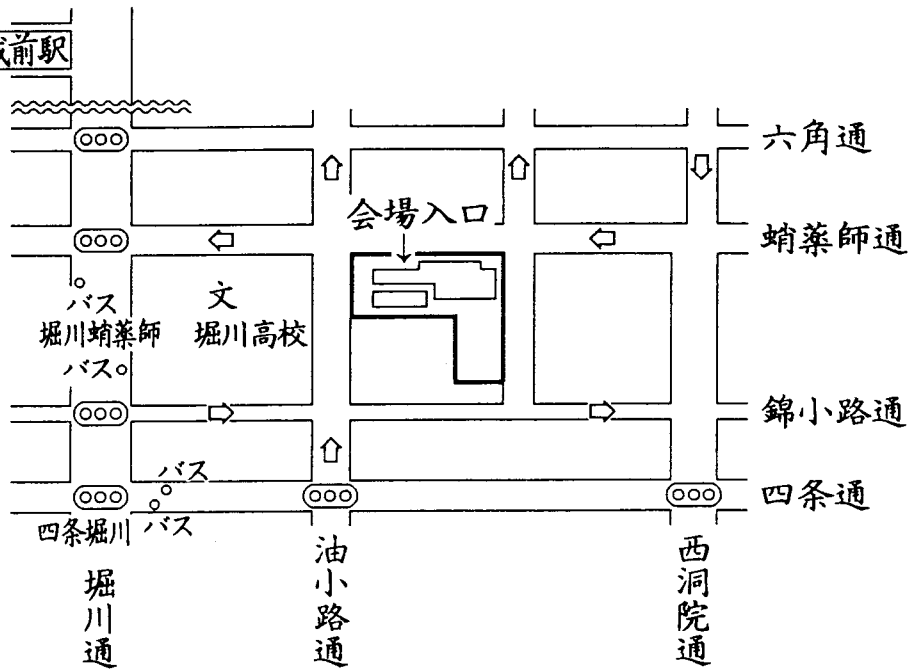 前駅
六角通
会場入口
蛸薬師通
バス
文
堀川蛸薬師
堀川高校
バス
錦小路通
バス
四条通
四条堀川
バス
堀川通
油小路通
西洞院通